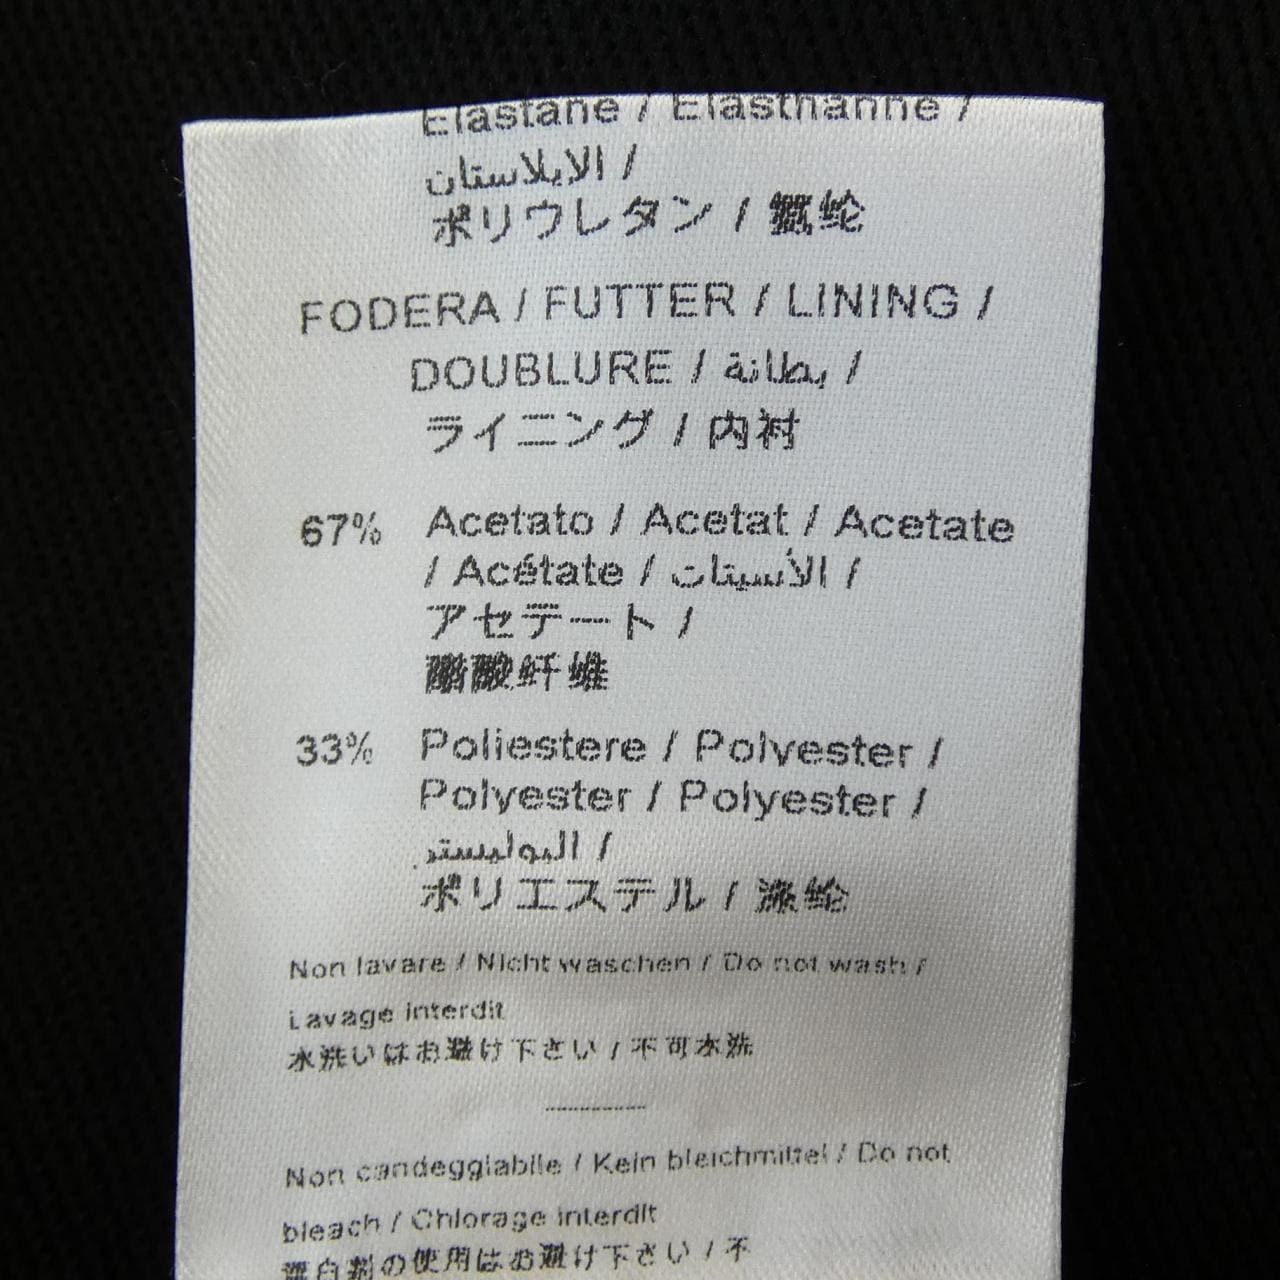 Elastane / Elasthanne /
الايلاستان /
ポリウレタン / 氨纶
FODERA / FUTTER / LINING /
DOUBLURE / بطانة /
ライニング / 内衬
67% Acetato / Acetat / Acetate
/ Acétate / الأسيتات /
アセテート /
醋酸纤维
33% Poliestere / Polyester /
Polyester / Polyester /
البوليستر /
ポリエステル / 涤纶
Non lavare / Nicht waschen / Do not wash /
Lavage interdit
水洗いはお避け下さい / 不可水洗
Non candeggiabile / Kein bleichmittel / Do not
bleach / Chlorage interdit
漂白剤の使用はお避け下さい / 不